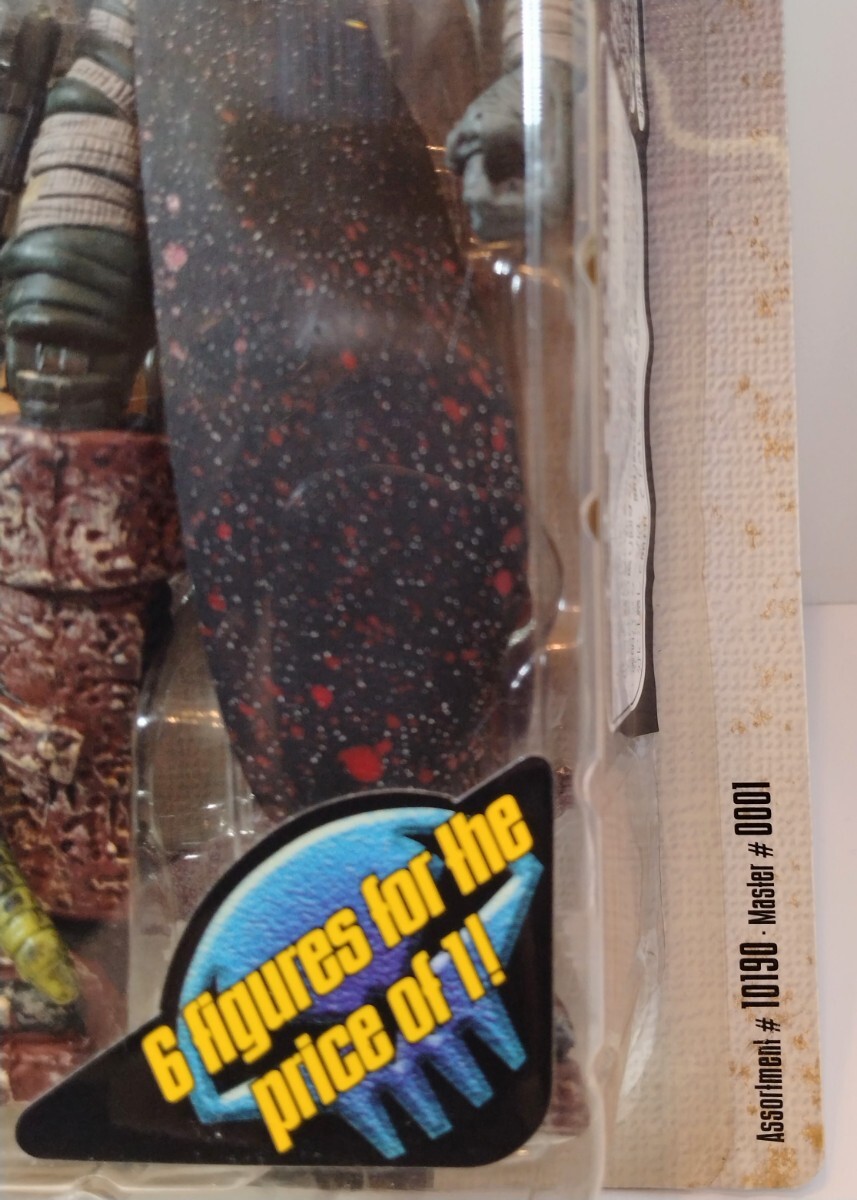 6 figures for the
price of 1!
Assortment # 10190 · Master # 0001